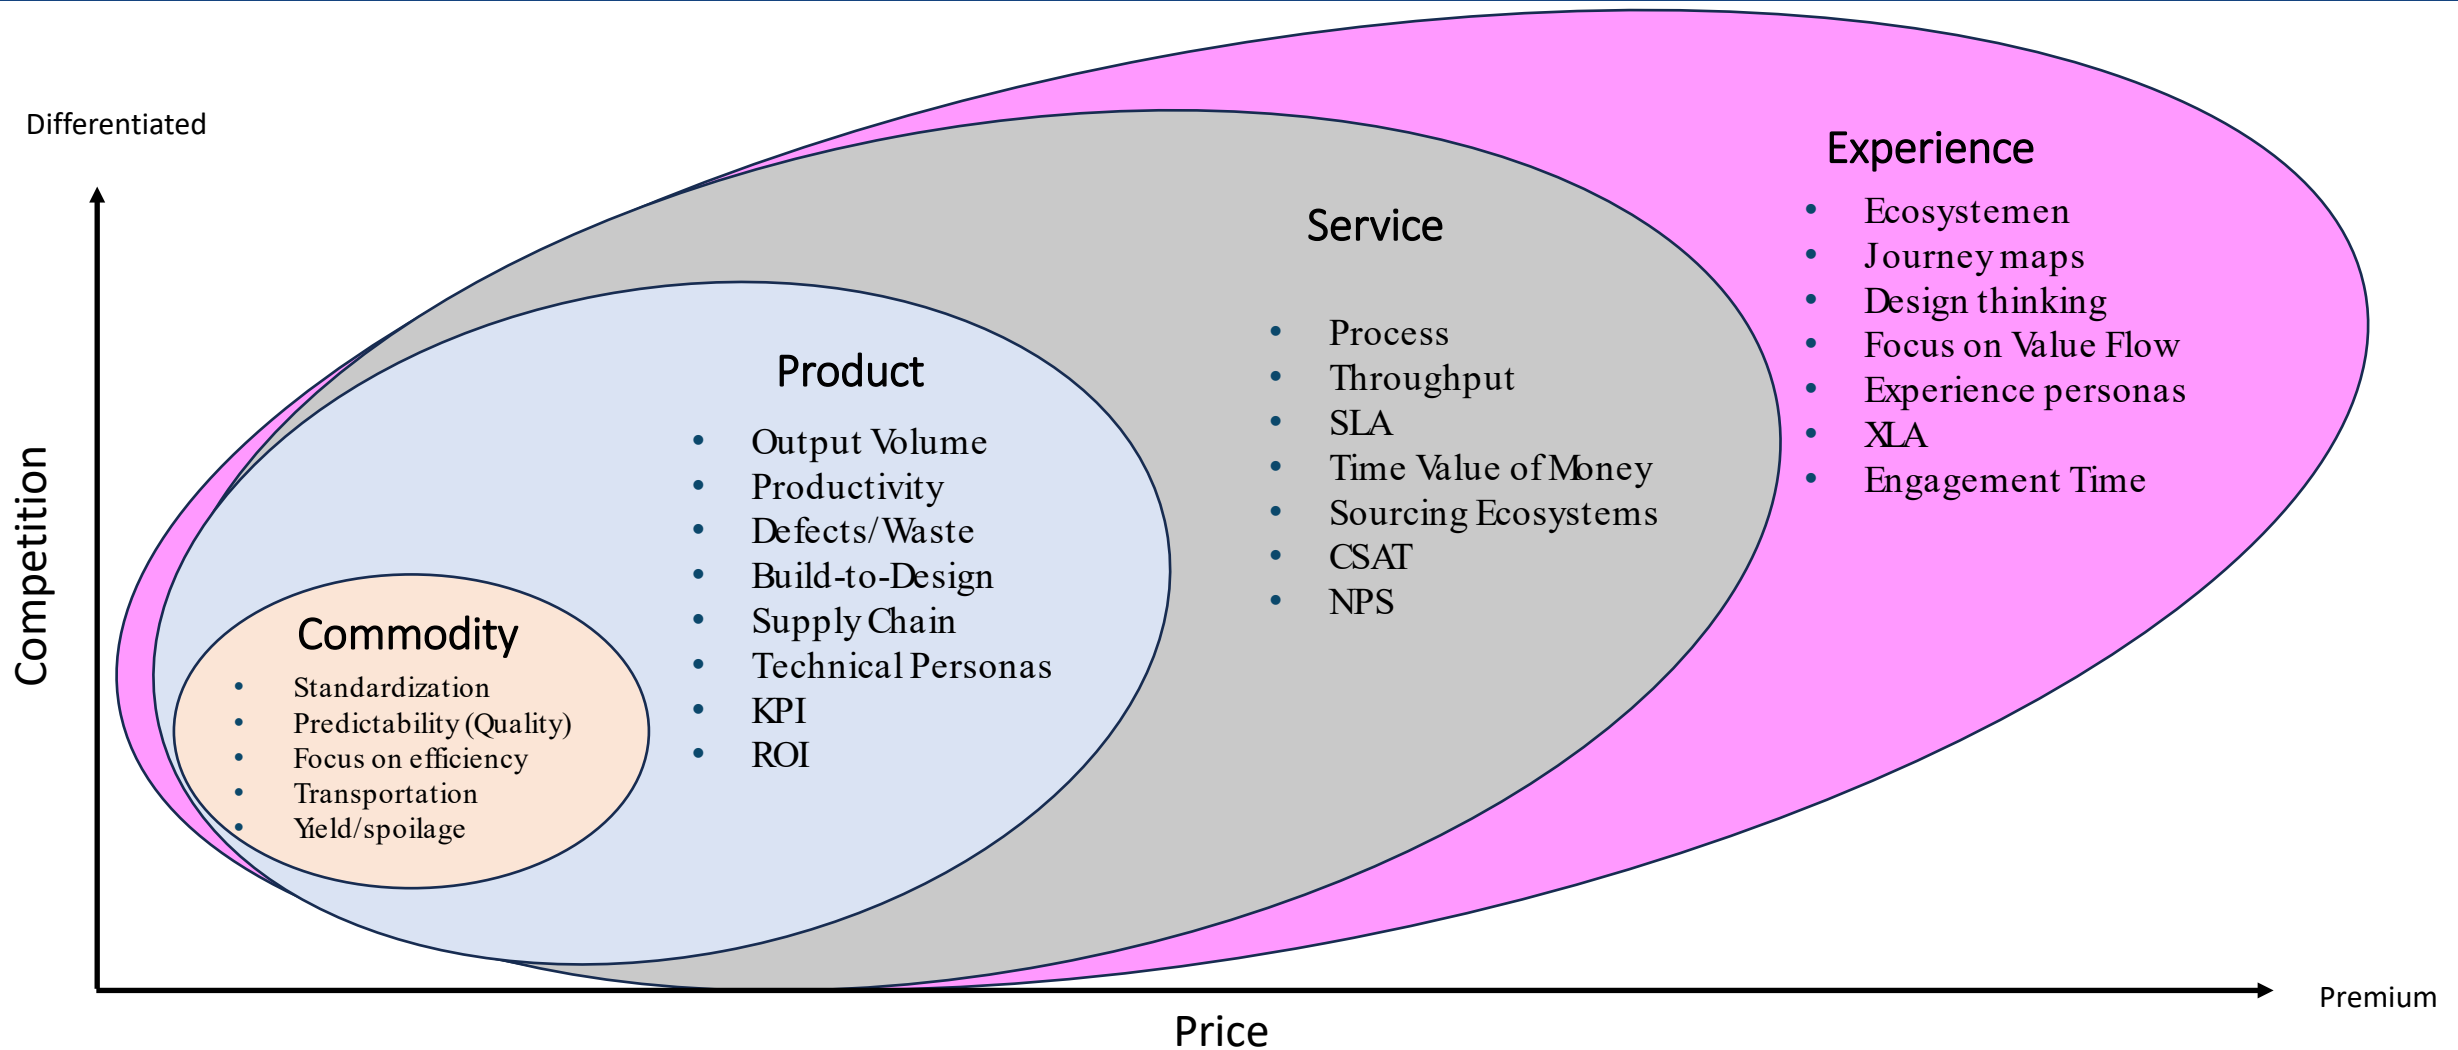 Differentiated
Competition
Commodity
• Standardization
• Predictability (Quality)
• Focus on efficiency
• Transportation
• Yield/spoilage
Product
• Output Volume
• Productivity
• Defects/Waste
• Build-to-Design
• Supply Chain
• Technical Personas
• KPI
• ROI
Service
• Process
• Throughput
• SLA
• Time Value of Money
• Sourcing Ecosystems
• CSAT
• NPS
Experience
• Ecosystemen
• Journey maps
• Design thinking
• Focus on Value Flow
• Experience personas
• XLA
• Engagement Time
Price
Premium